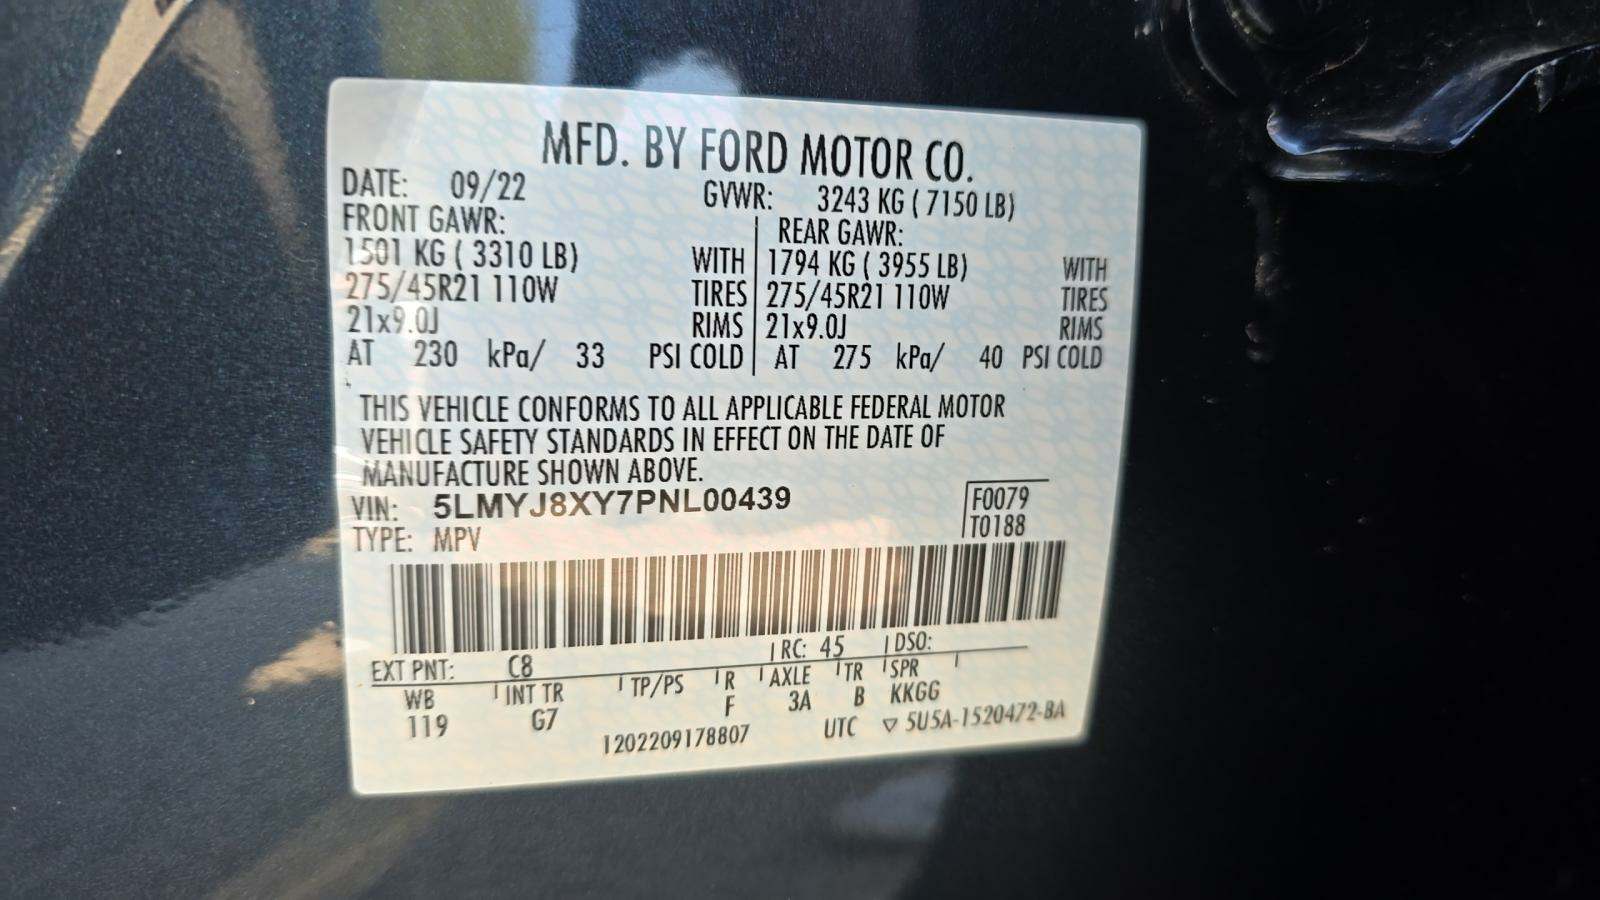 MFD. BY FORD MOTOR CO.
DATE: 09/22 GVWR: 3243 KG ( 7150 LB)
FRONT GAWR: REAR GAWR:
1501 KG ( 3310 LB) WITH 1794 KG ( 3955 LB) WITH
275/45R21 110W TIRES 275/45R21 110W TIRES
21x9.0J RIMS 21x9.0J RIMS
AT 230 kPa/ 33 PSI COLD AT 275 kPa/ 40 PSI COLD
THIS VEHICLE CONFORMS TO ALL APPLICABLE FEDERAL MOTOR
VEHICLE SAFETY STANDARDS IN EFFECT ON THE DATE OF
MANUFACTURE SHOWN ABOVE.
VIN: 5LMYJ8XY7PNL00439 F0079
TYPE: MPV T0188
EXT PNT: C8 RC: 45 DSO:
WB INT TR TP/PS R AXLE TR SPR
119 G7 F 3A B KKGG
1202209178807 UTC ▽ 5U5A-1520472-BA